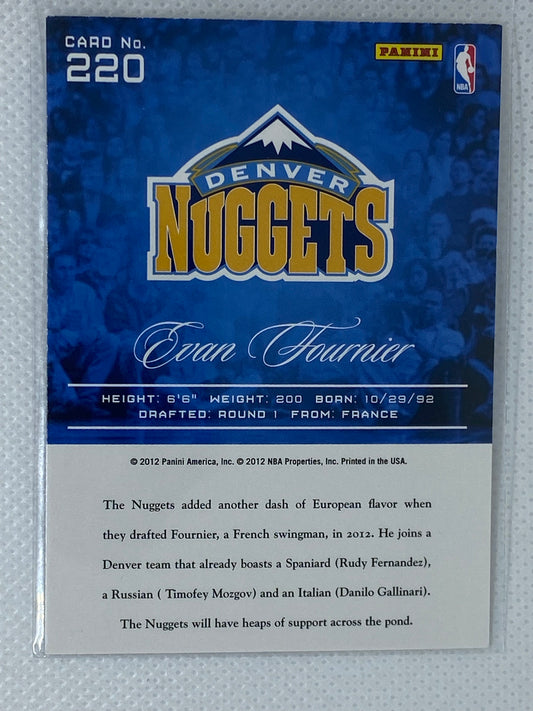 CARD No.
220
PANINI
NBA
DENVER
NUGGETS
Evan Fournier
HEIGHT: 6'6" WEIGHT: 200 BORN: 10/29/92
DRAFTED: ROUND 1 FROM: FRANCE
© 2012 Panini America, Inc. © 2012 NBA Properties, Inc. Printed in the USA.
The Nuggets added another dash of European flavor when
they drafted Fournier, a French swingman, in 2012. He joins a
Denver team that already boasts a Spaniard (Rudy Fernandez),
a Russian ( Timofey Mozgov) and an Italian (Danilo Gallinari).
The Nuggets will have heaps of support across the pond.